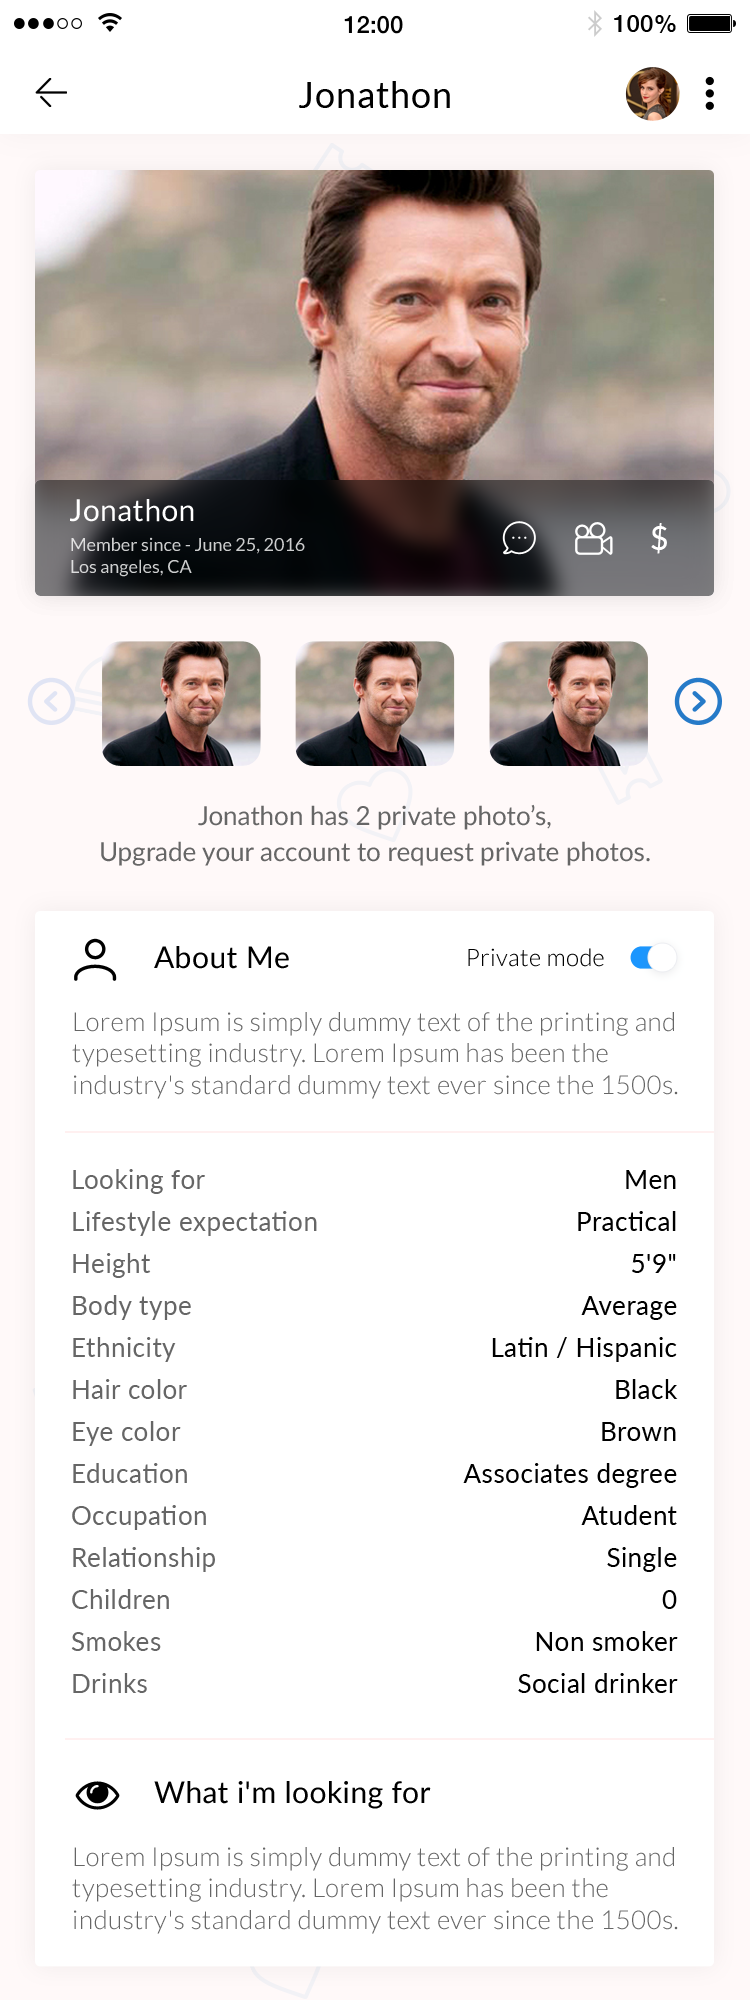 12:00
100%
Jonathon
Jonathon
Member since - June 25, 2016
Los angeles, CA
$
Jonathon has 2 private photo's,
Upgrade your account to request private photos.
About Me
Private mode
Lorem Ipsum is simply dummy text of the printing and
typesetting industry. Lorem Ipsum has been the
industry's standard dummy text ever since the 1500s.
Looking for Men
Lifestyle expectation Practical
Height 5'9"
Body type Average
Ethnicity Latin / Hispanic
Hair color Black
Eye color Brown
Education Associates degree
Occupation Atudent
Relationship Single
Children 0
Smokes Non smoker
Drinks Social drinker
What i'm looking for
Lorem Ipsum is simply dummy text of the printing and
typesetting industry. Lorem Ipsum has been the
industry's standard dummy text ever since the 1500s.